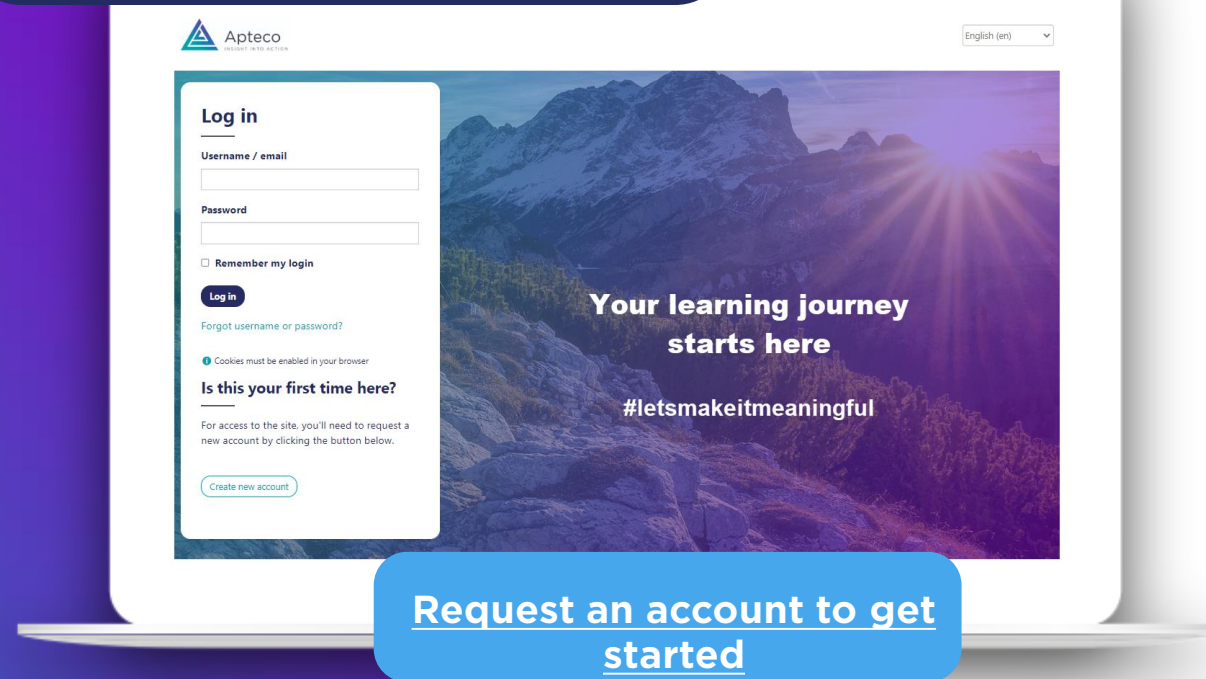 Apteco
INSIGHT INTO ACTION
English (en)
Log in
Username / email
Password
Remember my login
Log in
Forgot username or password?
Cookies must be enabled in your browser
Is this your first time here?
For access to the site, you'll need to request a
new account by clicking the button below.
Create new account
Your learning journey
starts here
#letsmakeitmeaningful
Request an account to get
started